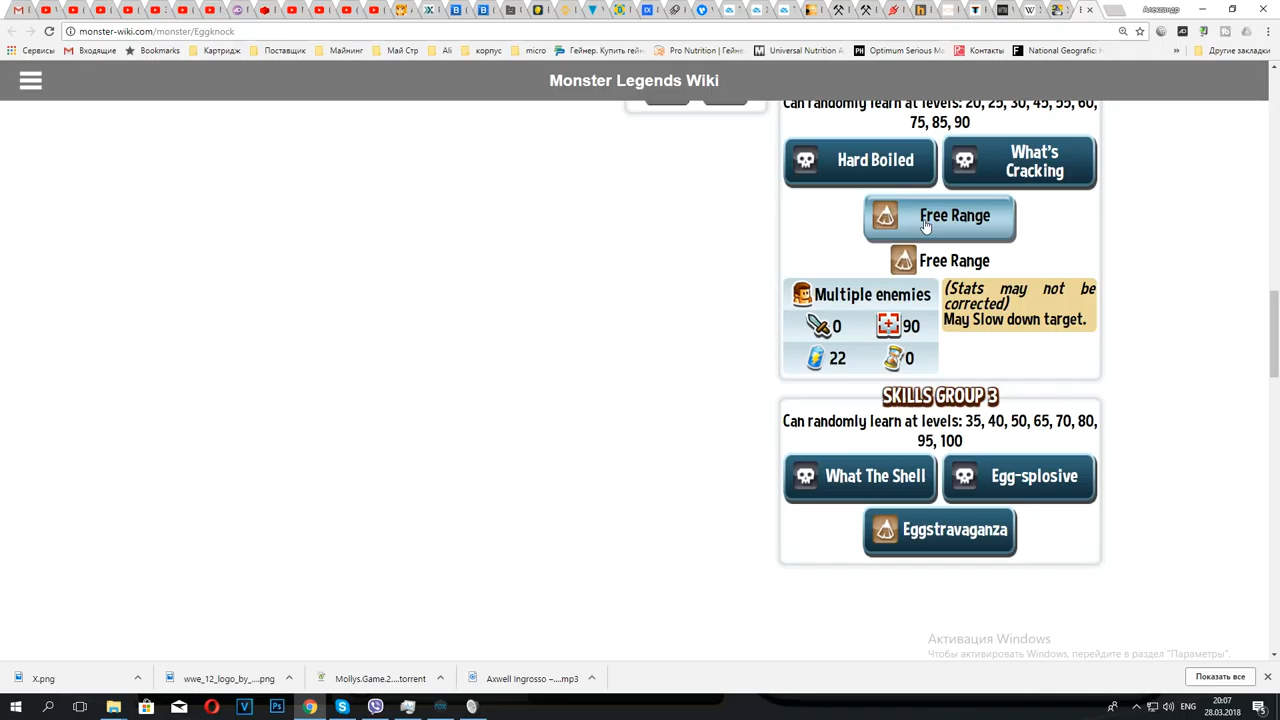 Александр
monster-wiki.com/monster/Eggknock
Сервисы
Входящие
Bookmarks
Картридж
Поставщик
Майнинг
Май Стр
Ali
корпус
micro
Гейнер. Купить гейн
Pro Nutrition | Гейне
Universal Nutrition A
Optimum Serious Ma
Контакты
National Geografic H
»
Другие закладки
Monster Legends Wiki
Can randomly learn at levels: 20, 25, 30, 45, 55, 60,
75, 85, 90
Hard Boiled
What's
Cracking
Free Range
Free Range
Multiple enemies
0
90
22
0
(Stats may not be
corrected)
May Slow down target.
SKILLS GROUP 3
Can randomly learn at levels: 35, 40, 50, 65, 70, 80,
95, 100
What The Shell
Egg-splosive
Eggstravaganza
Активация Windows
Чтобы активировать Windows, перейдите в раздел "Параметры".
X.png
wwe_12_logo_by_....png
Mollys.Game.2....torrent
Axwell Ingrosso –....mp3
Показать все
20:07
28.03.2018